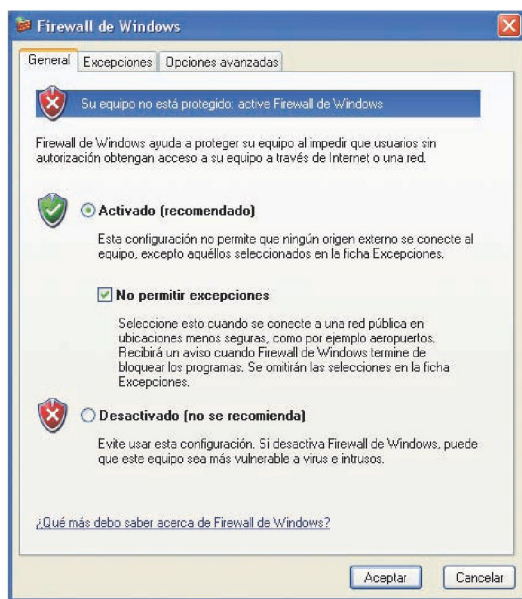 Firewall de Windows
General
Excepciones
Opciones avanzadas
Su equipo no está protegido: active Firewall de Windows
Firewall de Windows ayuda a proteger su equipo al impedir que usuarios sin
autorización obtengan acceso a su equipo a través de Internet o una red.
Activado (recomendado)
Esta configuración no permite que ningún origen externo se conecte al
equipo, excepto aquéllos seleccionados en la ficha Excepciones.
No permitir excepciones
Seleccione esto cuando se conecte a una red pública en
ubicaciones menos seguras, como por ejemplo aeropuertos.
Recibirá un aviso cuando Firewall de Windows termine de
bloquear los programas. Se omitirán las selecciones en la ficha
Excepciones.
Desactivado (no se recomienda)
Evite usar esta configuración. Si desactiva Firewall de Windows, puede
que este equipo sea más vulnerable a virus e intrusos.
¿Qué más debo saber acerca de Firewall de Windows?
Aceptar
Cancelar